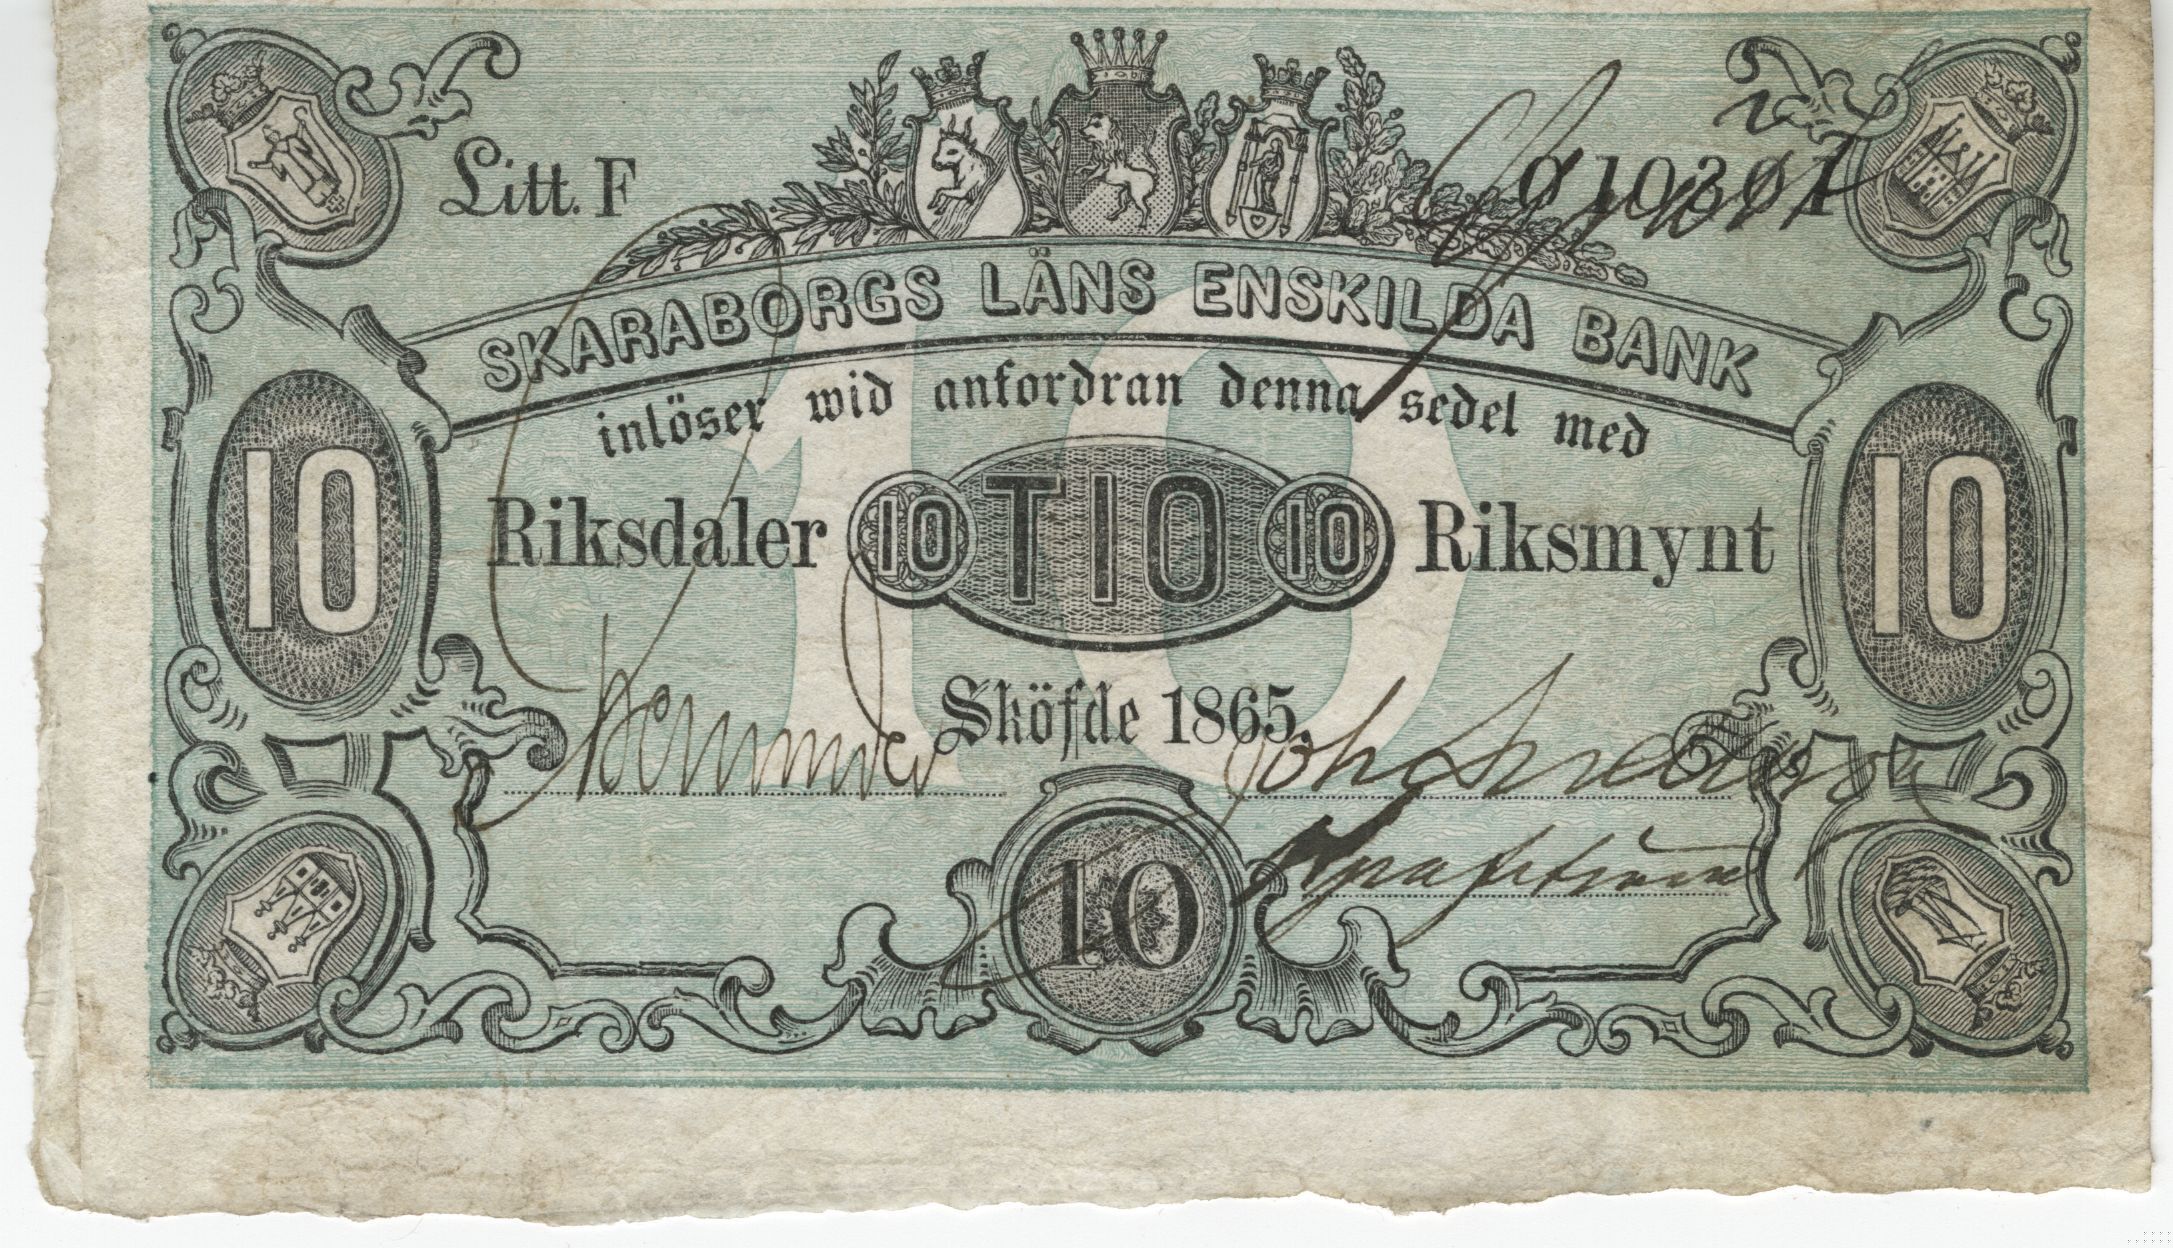 Litt. F
SKARABORGS LÄNS ENSKILDA BANK
inlöser wid anfordran denna sedel med
10 Riksdaler 10 TIO 10 Riksmynt 10
Sköfde 1865.
10